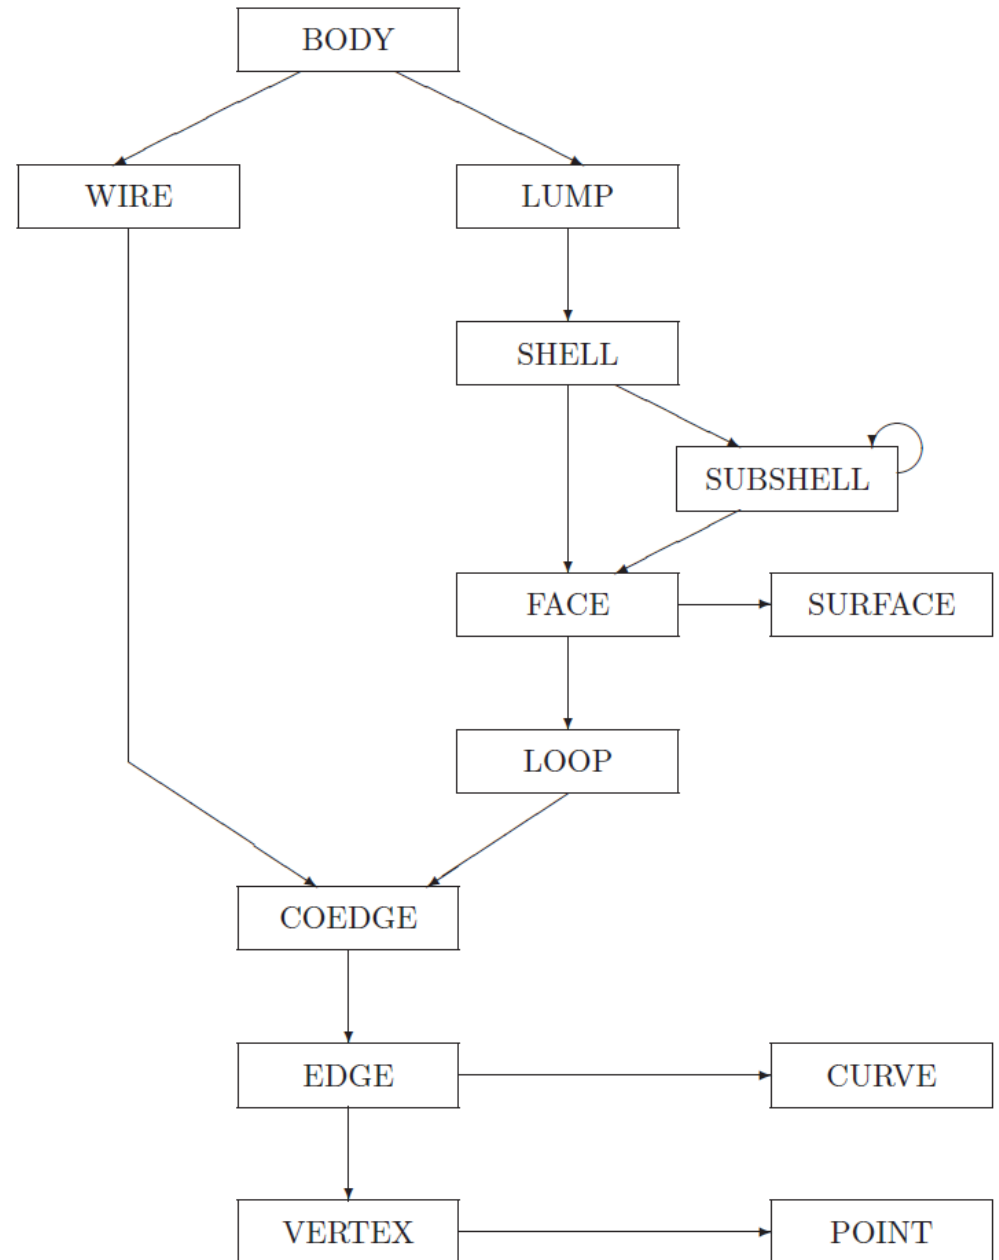 BODY
WIRE
LUMP
SHELL
SUBSHELL
FACE
SURFACE
LOOP
COEDGE
EDGE
CURVE
VERTEX
POINT